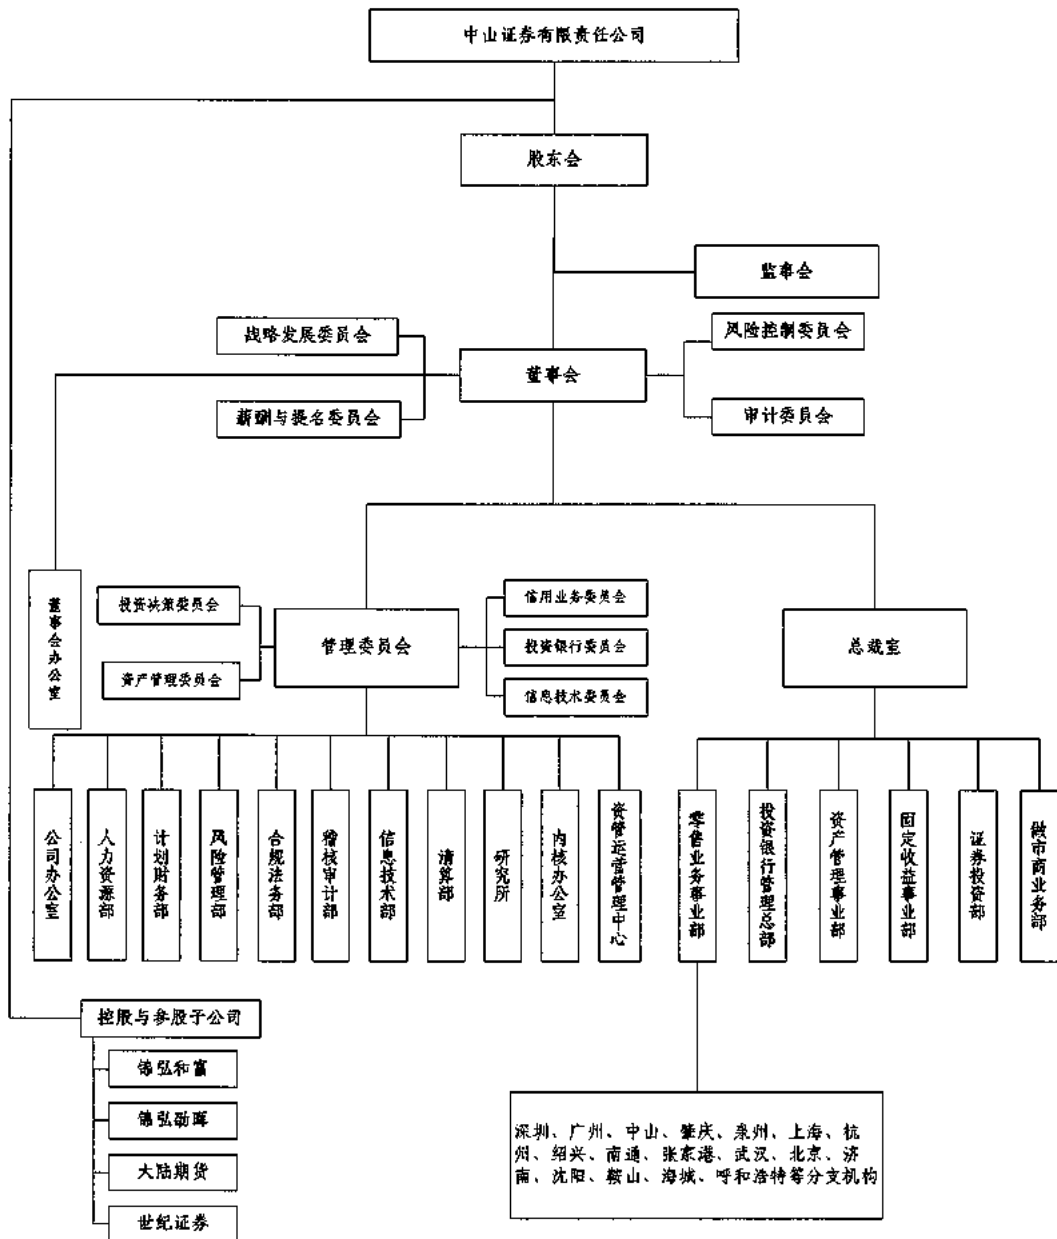 中山证券有限责任公司
股东会
监事会
战略发展委员会
风险控制委员会
董事会
薪酬与提名委员会
审计委员会
董事会办公室
投资决策委员会
信用业务委员会
管理委员会
投资银行委员会
总裁室
资产管理委员会
信息技术委员会
公司办公室
人力资源部
计划财务部
风险管理部
合规法务部
稽核审计部
信息技术部
清算部
研究所
内核办公室
资管运营管理中心
零售业务事业部
投资银行管理总部
资产管理事业部
固定收益事业部
证券投资部
做市商业务部
控股与参股子公司
锦弘和富
锦弘劭晖
大陆期货
世纪证券
深圳、广州、中山、肇庆、泉州、上海、杭
州、绍兴、南通、张家港、武汉、北京、济
南、沈阳、鞍山、海城、呼和浩特等分支机构